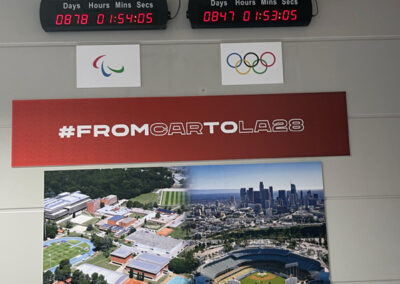 Days Hours Mins Secs
0878 01:54:05
Days Hours Mins Secs
0847 01:53:05
#FROMCARTOLA28